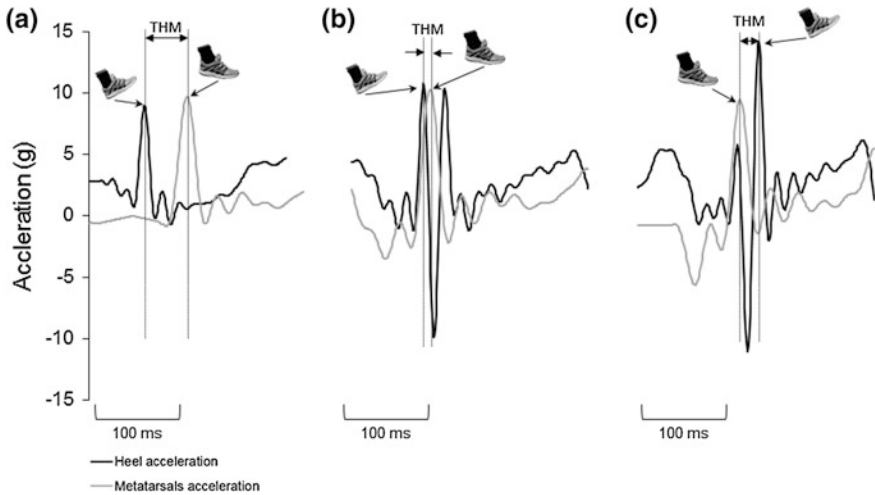 (a)
(b)
(c)
THM
THM
THM
15
10
5
0
-5
-10
-15
Accleration (g)
100 ms
100 ms
100 ms
Heel acceleration
Metatarsals acceleration